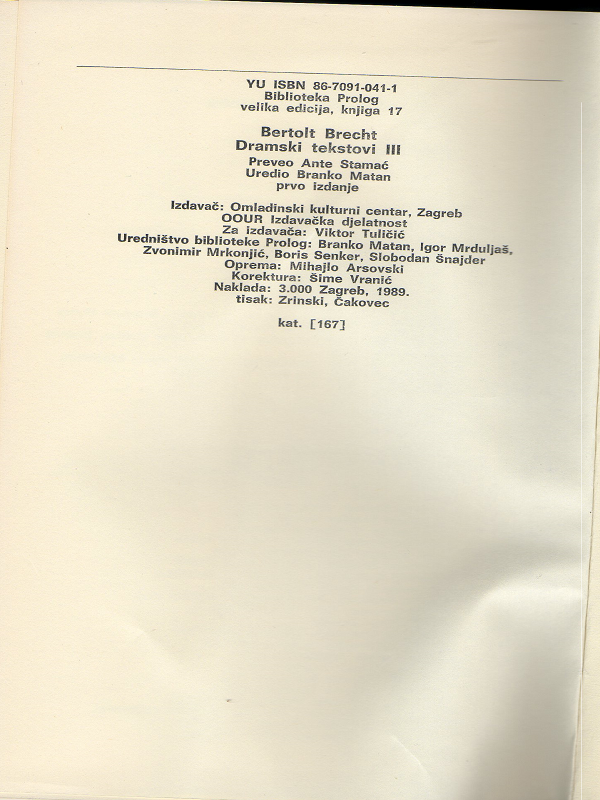 YU ISBN 86-7091-041-1
Biblioteka Prolog
velika edicija, knjiga 17
Bertolt Brecht
Dramski tekstovi III
Preveo Ante Stamać
Uredio Branko Matan
prvo izdanje
Izdavač: Omladinski kulturni centar, Zagreb
OOUR Izdavačka djelatnost
Za izdavača: Viktor Tuličić
Uredništvo biblioteke Prolog: Branko Matan, Igor Mrduljaš,
Zvonimir Mrkonjić, Boris Senker, Slobodan Šnajder
Oprema: Mihajlo Arsovski
Korektura: Šime Vranić
Naklada: 3.000 Zagreb, 1989.
tisak: Zrinski, Čakovec
kat. [167]